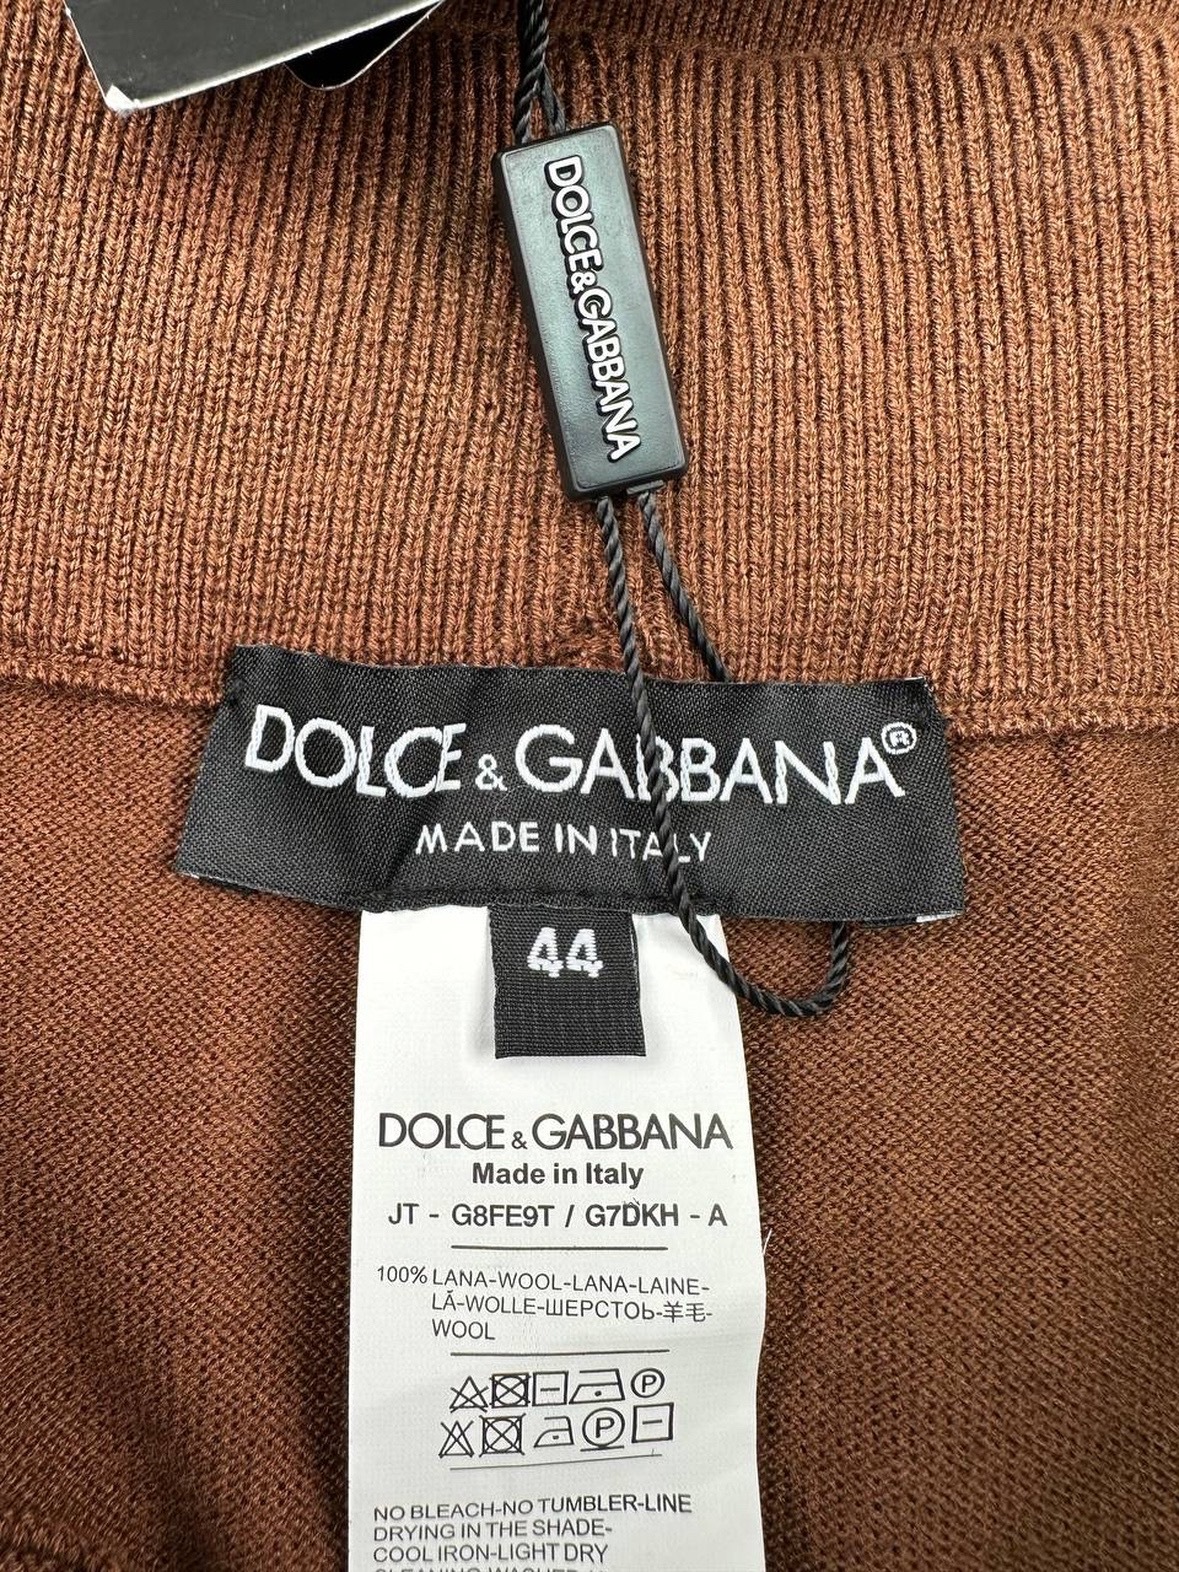 DOLCE&GABBANA
DOLCE & GABBANA®
MADE IN ITALY
44
DOLCE & GABBANA
Made in Italy
JT - G8FE9T / G7DKH - A
100% LANA-WOOL-LANA-LAINE-
LÃ-WOLLE-ШЕРСТОЬ-羊毛-
WOOL
P
P
NO BLEACH-NO TUMBLER-LINE
DRYING IN THE SHADE-
COOL IRON-LIGHT DRY